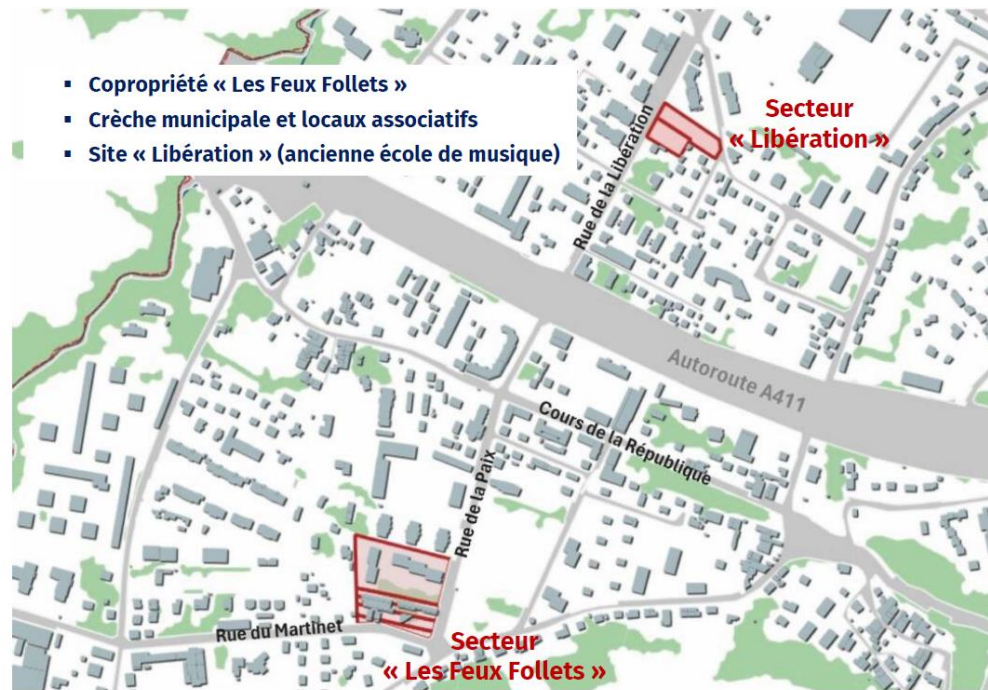 ▪ Copropriété « Les Feux Follets »
▪ Crèche municipale et locaux associatifs
▪ Site « Libération » (ancienne école de musique)
Secteur
« Libération »
Rue de la Libération
Autoroute A411
Cours de la République
Rue de la Paix
Rue du Martinet
Secteur
« Les Feux Follets »